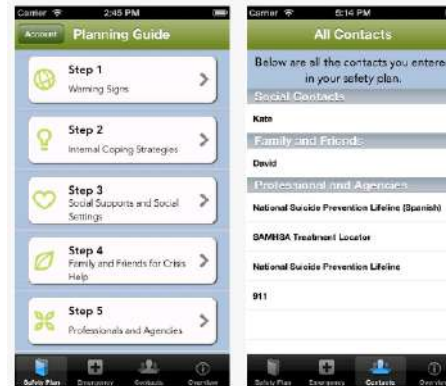 Carrier
2:45 PM
Account
Planning Guide
Step 1
Warning Signs
Step 2
Internal Coping Strategies
Step 3
Social Supports and Social
Settings
Step 4
Family and Friends for Crisis
Help
Step 5
Professionals and Agencies
Safety Plan
Emergency
Contacts
Overview
Carrier
5:14 PM
All Contacts
Below are all the contacts you entered
in your safety plan.
Social Contacts
Kate
Family and Friends
David
Professional and Agencies
National Suicide Prevention Lifeline (Spanish)
SAMHSA Treatment Locator
National Suicide Prevention Lifeline
911
Safety Plan
Emergency
Contacts
Overview